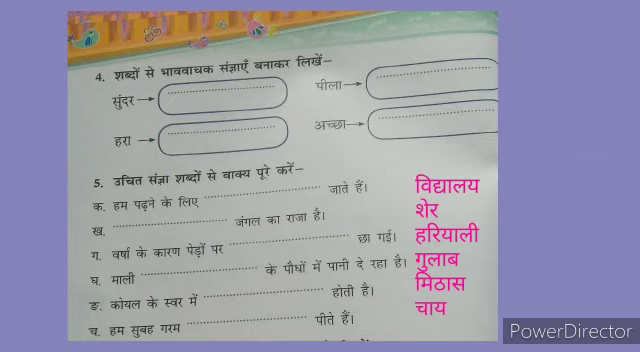 4. शब्दों से भाववाचक संज्ञाएँ बनाकर लिखें–
सुंदर→ ............ पीला→ ............
हरा → ............ अच्छा→ ............
5. उचित संज्ञा शब्दों से वाक्य पूरे करें–
क. हम पढ़ने के लिए ............ जाते हैं। विद्यालय
ख. ............ जंगल का राजा है। शेर
ग. वर्षा के कारण पेड़ों पर ............ छा गई। हरियाली
घ. माली ............ के पौधों में पानी दे रहा है। गुलाब
ङ. कोयल के स्वर में ............ होती है। मिठास
च. हम सुबह गरम ............ पीते हैं। चाय
PowerDirector